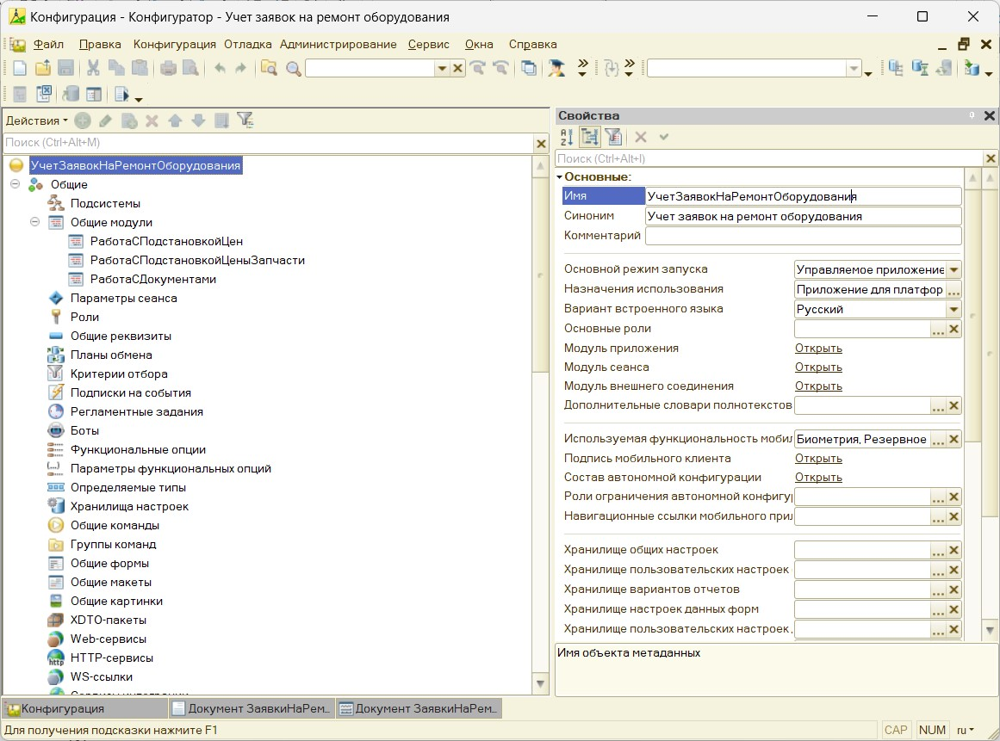 Конфигурация - Конфигуратор - Учет заявок на ремонт оборудования
Файл Правка Конфигурация Отладка Администрирование Сервис Окна Справка
Действия
Поиск (Ctrl+Alt+M)
УчетЗаявокНаРемонтОборудования
Общие
Подсистемы
Общие модули
РаботаСПодстановкойЦен
РаботаСПодстановкойЦеныЗапчасти
РаботаСДокументами
Параметры сеанса
Роли
Общие реквизиты
Планы обмена
Критерии отбора
Подписки на события
Регламентные задания
Боты
Функциональные опции
Параметры функциональных опций
Определяемые типы
Хранилища настроек
Общие команды
Группы команд
Общие формы
Общие макеты
Общие картинки
XDTO-пакеты
Web-сервисы
HTTP-сервисы
WS-ссылки
Свойства
Поиск (Ctrl+Alt+I)
Основные:
Имя УчетЗаявокНаРемонтОборудования
Синоним Учет заявок на ремонт оборудования
Комментарий
Основной режим запуска Управляемое приложение
Назначения использования Приложение для платфор ...
Вариант встроенного языка Русский
Основные роли ...
Модуль приложения Открыть
Модуль сеанса Открыть
Модуль внешнего соединения Открыть
Дополнительные словари полнотекстов ...
Используемая функциональность моби Биометрия, Резервное ...
Подпись мобильного клиента Открыть
Состав автономной конфигурации Открыть
Роли ограничения автономной конфигу ...
Навигационные ссылки мобильного при ...
Хранилище общих настроек ...
Хранилище пользовательских настроек ...
Хранилище вариантов отчетов ...
Хранилище настроек данных форм ...
Хранилище пользовательских настроек ...
Имя объекта метаданных
Конфигурация Документ ЗаявкиНаРем... Документ ЗаявкиНаРем...
Для получения подсказки нажмите F1 CAP NUM ru